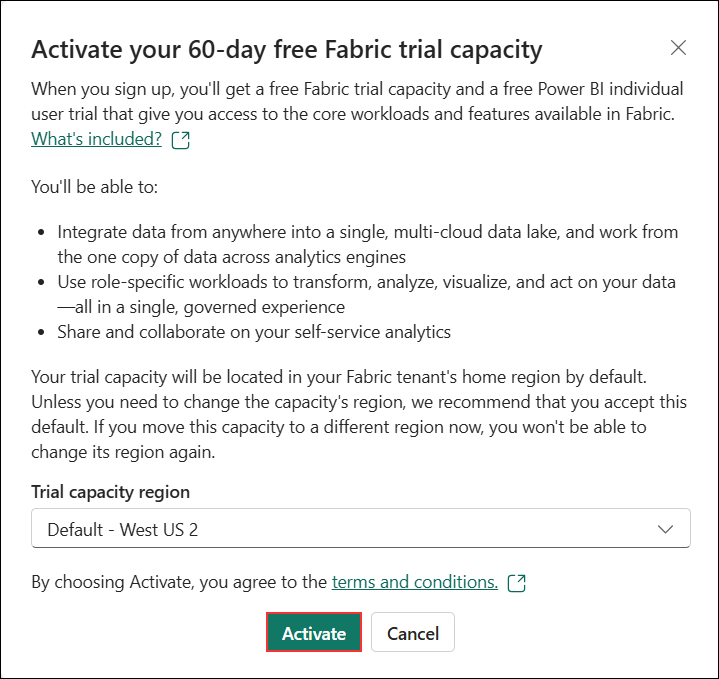 Activate your 60-day free Fabric trial capacity
When you sign up, you'll get a free Fabric trial capacity and a free Power BI individual
user trial that give you access to the core workloads and features available in Fabric.
What's included?
You'll be able to:
• Integrate data from anywhere into a single, multi-cloud data lake, and work from
the one copy of data across analytics engines
• Use role-specific workloads to transform, analyze, visualize, and act on your data
—all in a single, governed experience
• Share and collaborate on your self-service analytics
Your trial capacity will be located in your Fabric tenant's home region by default.
Unless you need to change the capacity's region, we recommend that you accept this
default. If you move this capacity to a different region now, you won't be able to
change its region again.
Trial capacity region
Default - West US 2
By choosing Activate, you agree to the terms and conditions.
Activate Cancel